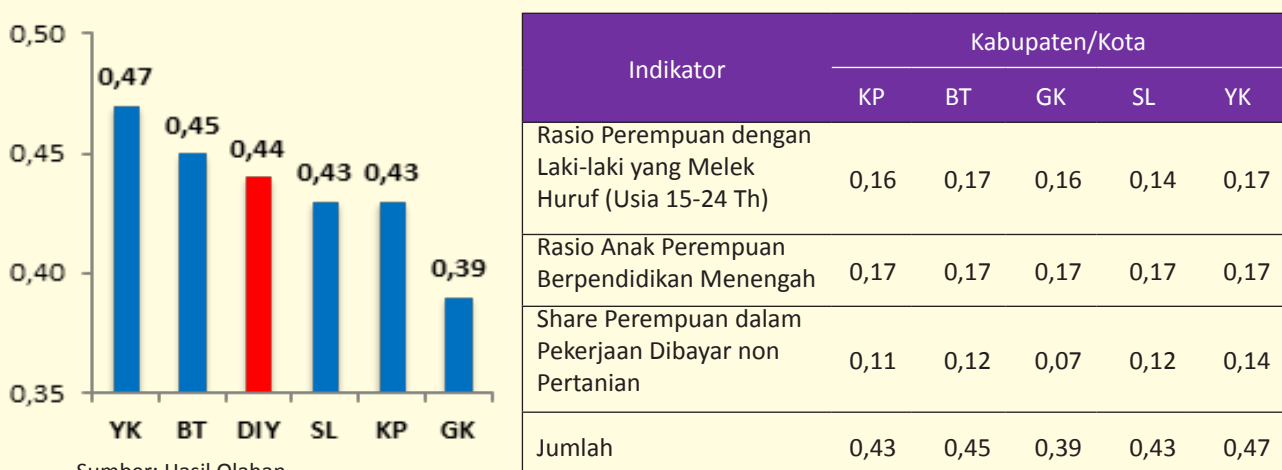 0,50
0,45
0,40
0,35
0,47
0,45
0,44
0,43
0,43
0,39
YK BT DIY SL KP GK
Sumber: Hasil Olahan
Indikator
Kabupaten/Kota
KP BT GK SL YK
Rasio Perempuan dengan
Laki-laki yang Melek
Huruf (Usia 15-24 Th)
0,16 0,17 0,16 0,14 0,17
Rasio Anak Perempuan
Berpendidikan Menengah
0,17 0,17 0,17 0,17 0,17
Share Perempuan dalam
Pekerjaan Dibayar non
Pertanian
0,11 0,12 0,07 0,12 0,14
Jumlah 0,43 0,45 0,39 0,43 0,47